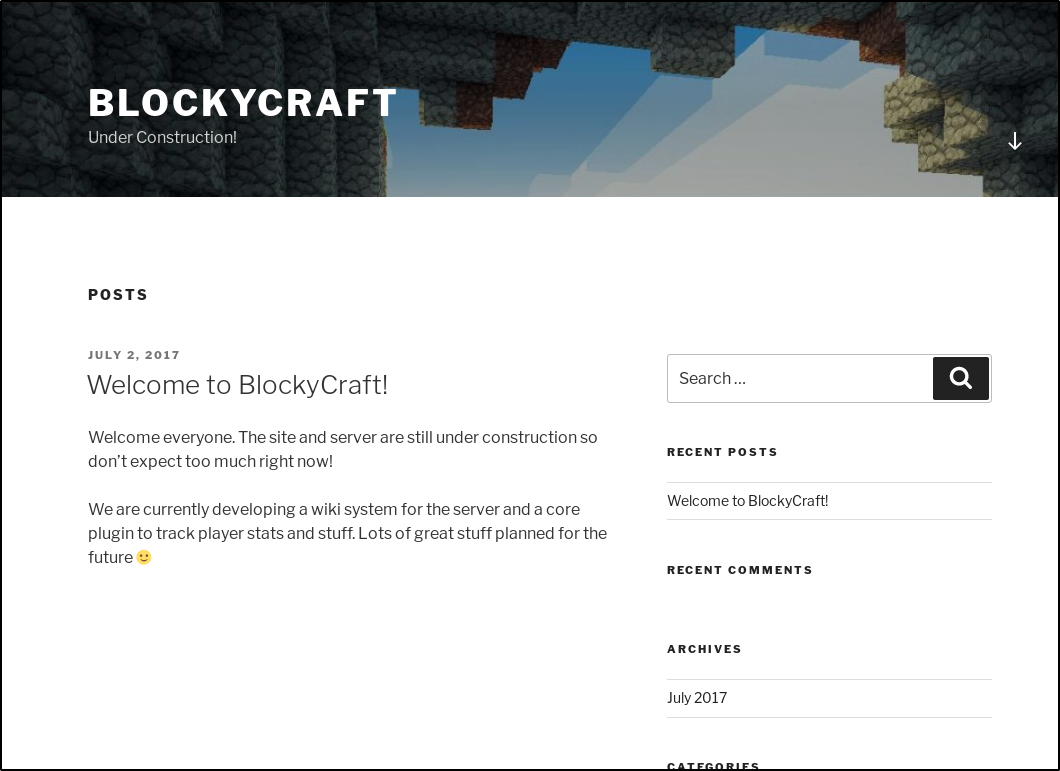 BLOCKYCRAFT
Under Construction!
POSTS
JULY 2, 2017
Welcome to BlockyCraft!
Welcome everyone. The site and server are still under construction so
don’t expect too much right now!
We are currently developing a wiki system for the server and a core
plugin to track player stats and stuff. Lots of great stuff planned for the
future 🙂
Search …
RECENT POSTS
Welcome to BlockyCraft!
RECENT COMMENTS
ARCHIVES
July 2017
CATEGORIES